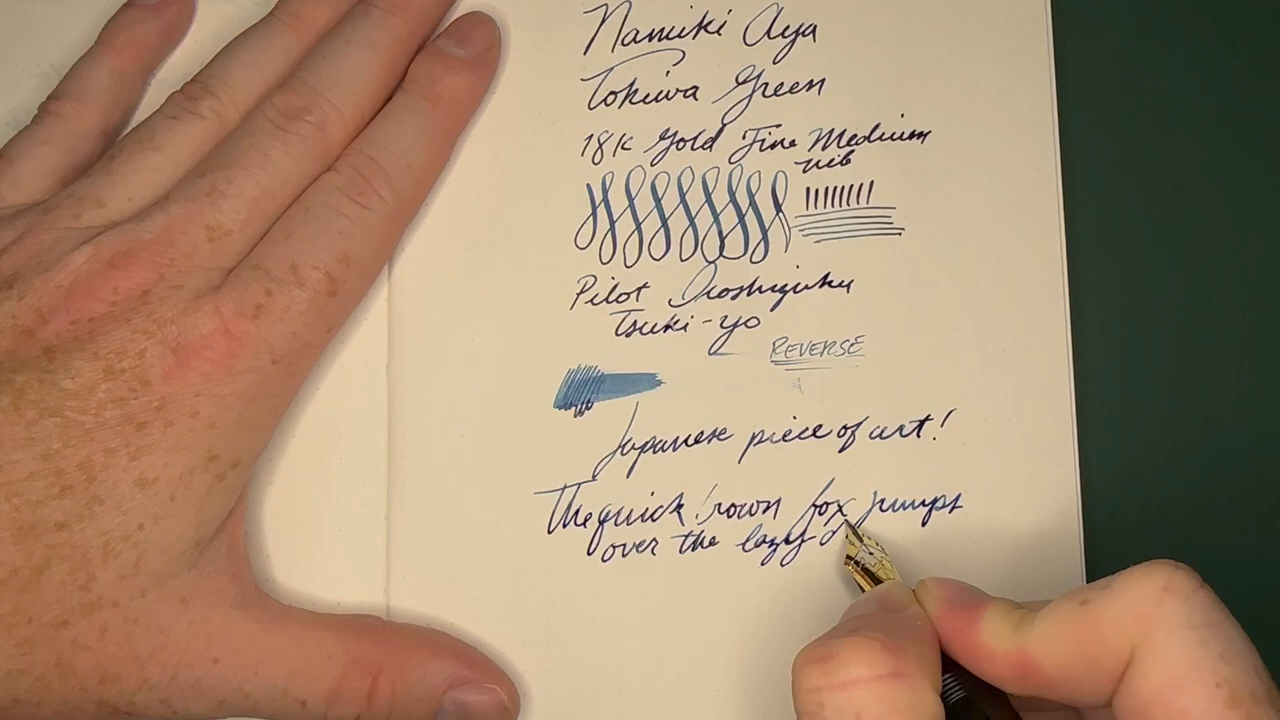 Namiki Aya
Tokiwa Green
18K Gold Fine Medium
nib
Pilot Iroshizuku
Tsuki-yo
REVERSE
Japanese piece of art!
The quick brown fox jumps
over the lazy d